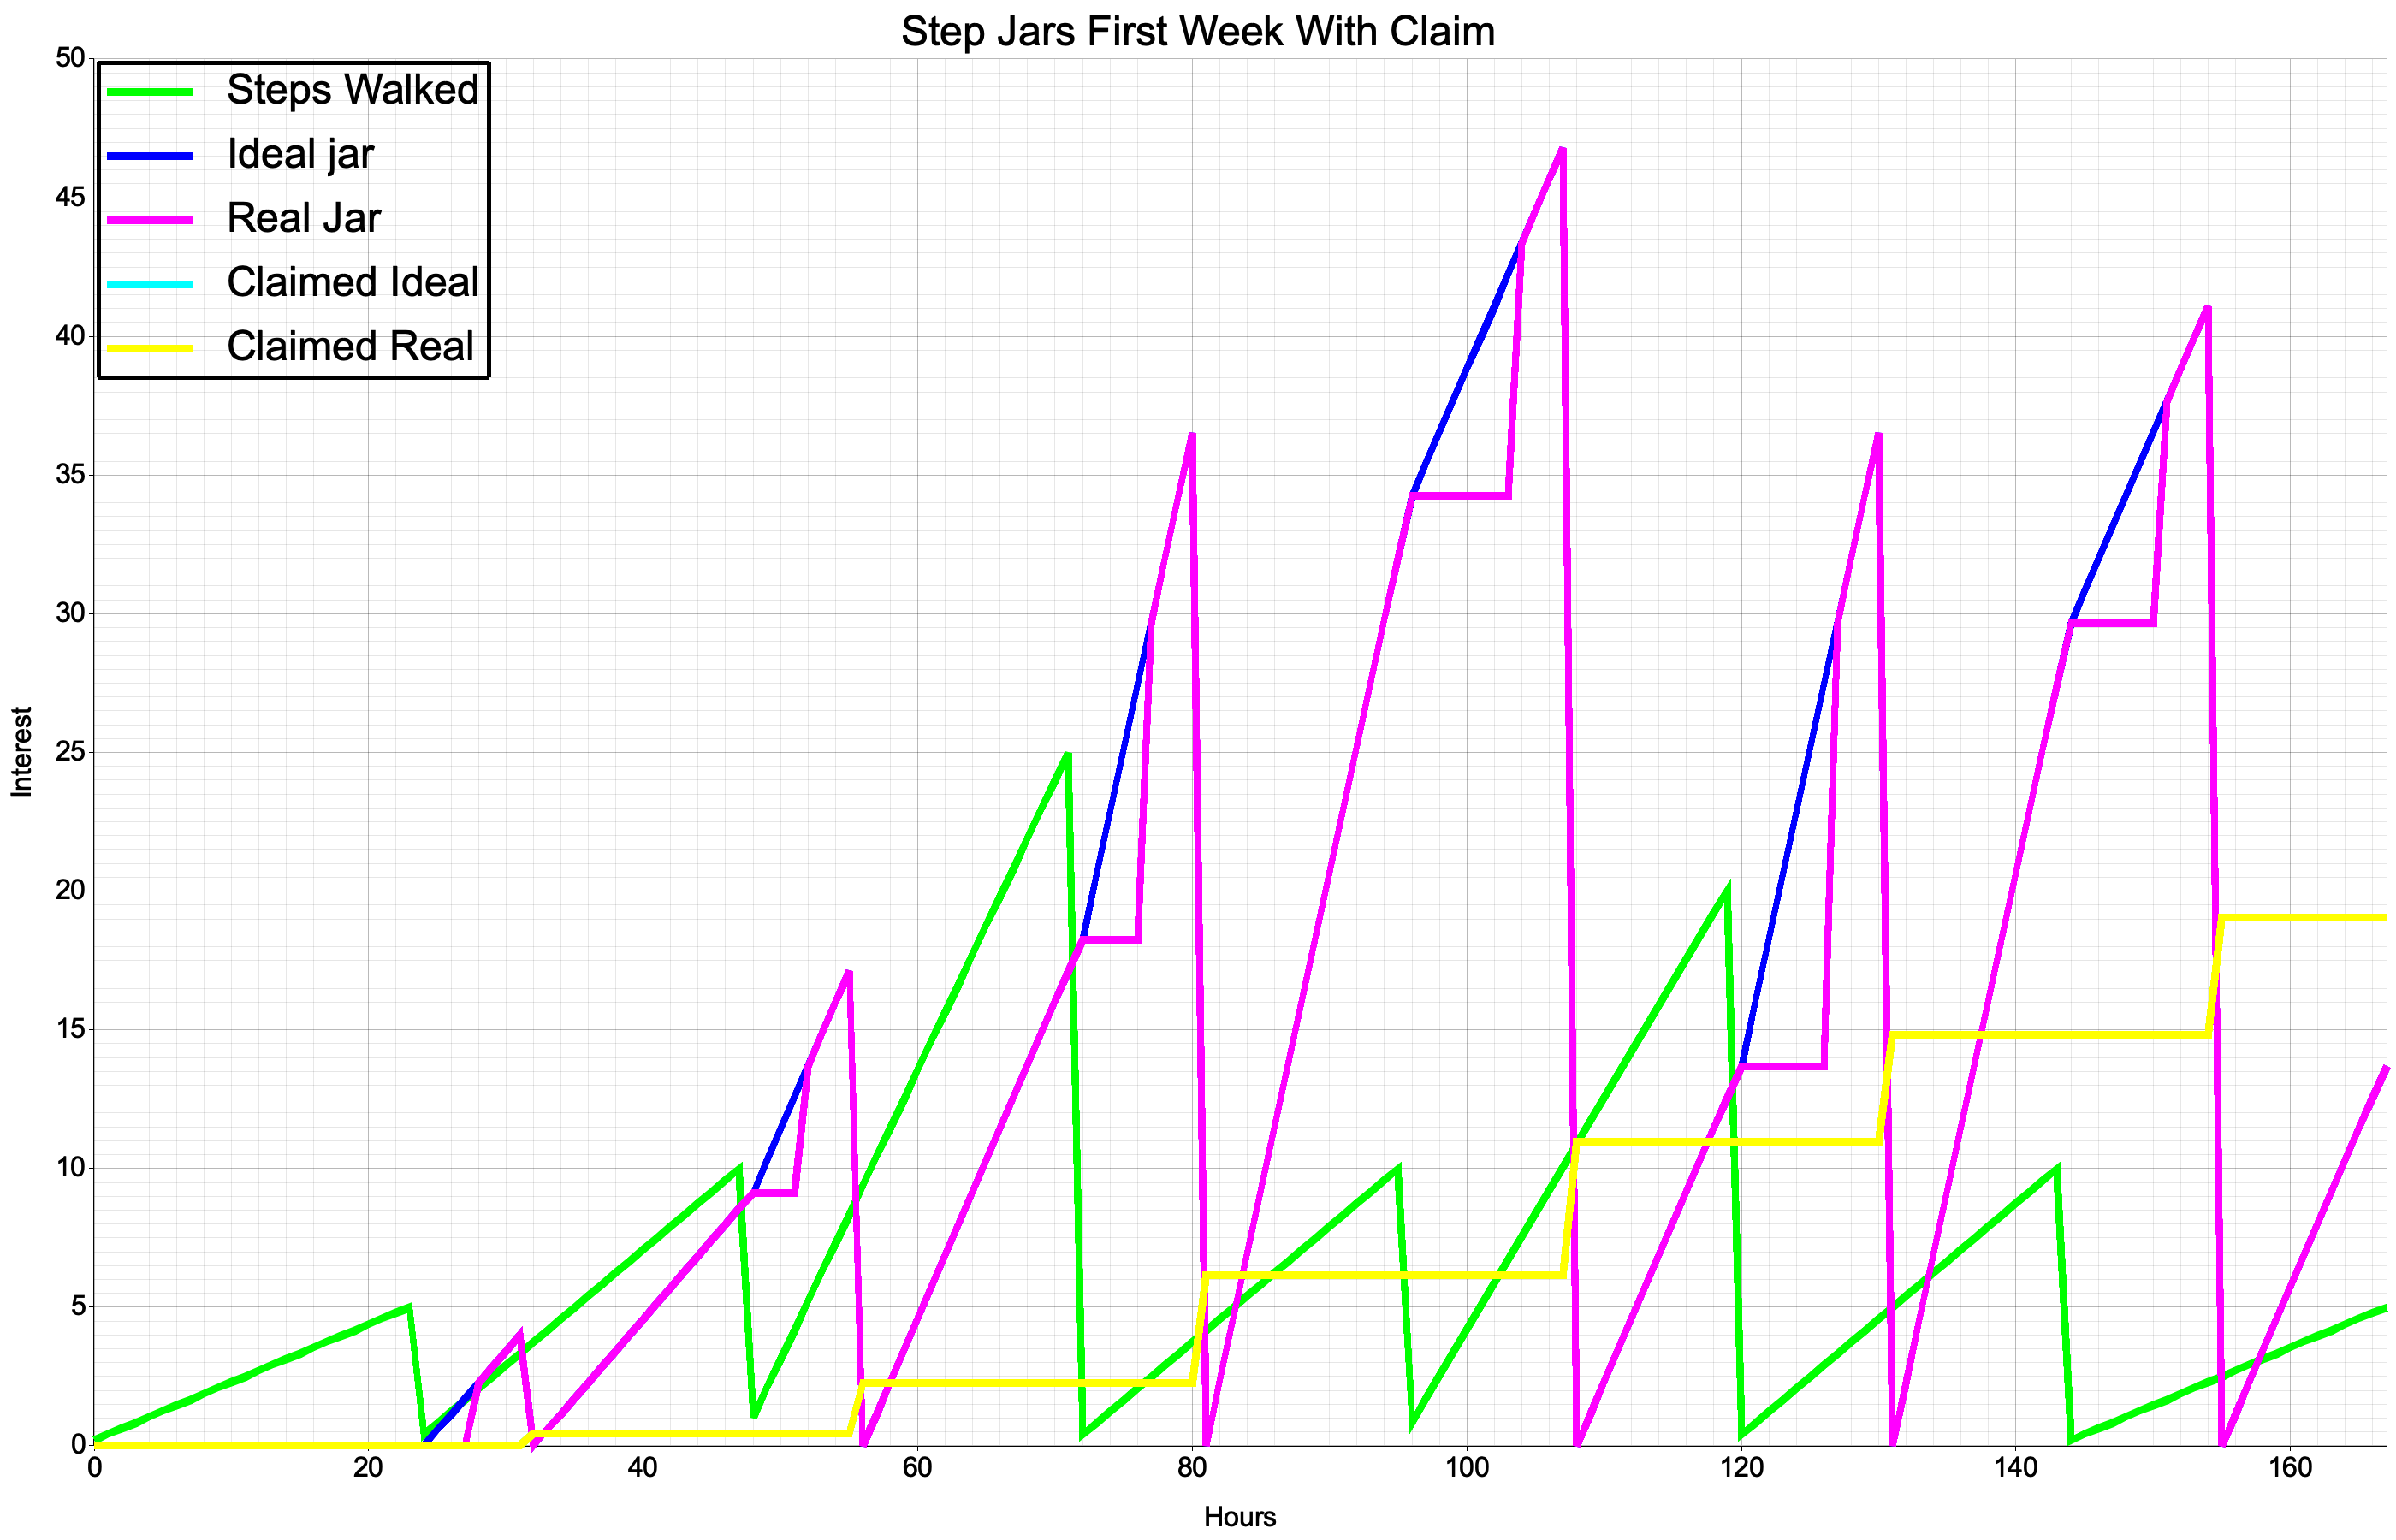 Step Jars First Week With Claim
50
45
40
35
30
25
20
15
10
5
0
Steps Walked
Ideal jar
Real Jar
Claimed Ideal
Claimed Real
Interest
0 20 40 60 80 100 120 140 160
Hours